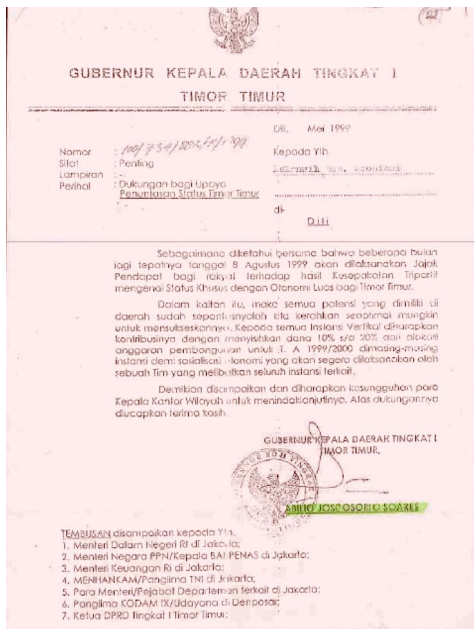 (22)
GUBERNUR KEPALA DAERAH TINGKAT I
TIMOR TIMUR
Dili, Mei 1999
Nomor : 100/
Sifat : Penting
Lampiran : -
Perihal : Dukungan bagi Upaya
Penuntasan Status Timor Timur
Kepada Yth.
di-
Dili
Sebagaimana diketahui bersama bahwa beberapa bulan
lagi tepatnya tanggal 8 Agustus 1999 akan dilaksanakan Jajak
Pendapat bagi rakyat terhadap hasil Kesepakatan Tripartit
mengenai Status Khusus dengan Otonomi Luas bagi Timor Timur.
Dalam kaitan itu, maka semua potensi yang dimiliki di
daerah sudah sepantasnyalah kita kerahkan seoptimal mungkin
untuk mensukseskannya. Kepada semua Instansi Vertikal diharapkan
kontribusinya dengan menyisihkan dana 10% s/d 20% dari alokasi
anggaran pembangunan untuk T. A 1999/2000 dimasing-masing
instansi demi sosialisasi otonomi yang akan segera dilaksanakan oleh
sebuah Tim yang melibatkan seluruh instansi terkait.
Demikian disampaikan dan diharapkan kesungguhan para
Kepala Kantor Wilayah untuk menindaklanjutinya. Atas dukungannya
diucapkan terima kasih.
GUBERNUR KEPALA DAERAH TINGKAT I
TIMOR TIMUR,
ABILIO JOSE OSORIO SOARES
TEMBUSAN disampaikan kepada Yth.
1. Menteri Dalam Negeri RI di Jakarta;
2. Menteri Negara PPN/Kepala BAPPENAS di Jakarta;
3. Menteri Keuangan RI di Jakarta;
4. MENHANKAM/Panglima TNI di Jakarta;
5. Para Menteri/Pejabat Departemen terkait di Jakarta;
6. Panglima KODAM IX/Udayana di Denpasar;
7. Ketua DPRD Tingkat I Timor Timur;